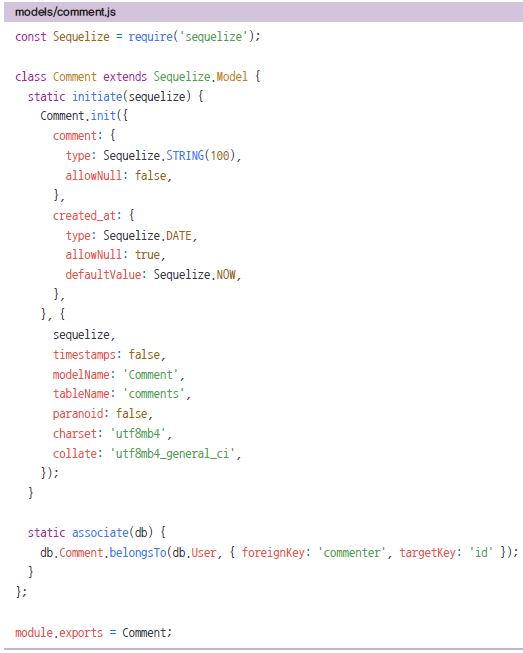 models/comment.js
const Sequelize = require('sequelize');

class Comment extends Sequelize.Model {
  static initiate(sequelize) {
    Comment.init({
      comment: {
        type: Sequelize.STRING(100),
        allowNull: false,
      },
      created_at: {
        type: Sequelize.DATE,
        allowNull: true,
        defaultValue: Sequelize.NOW,
      },
    }, {
      sequelize,
      timestamps: false,
      modelName: 'Comment',
      tableName: 'comments',
      paranoid: false,
      charset: 'utf8mb4',
      collate: 'utf8mb4_general_ci',
    });
  }

  static associate(db) {
    db.Comment.belongsTo(db.User, { foreignKey: 'commenter', targetKey: 'id' });
  }
};

module.exports = Comment;